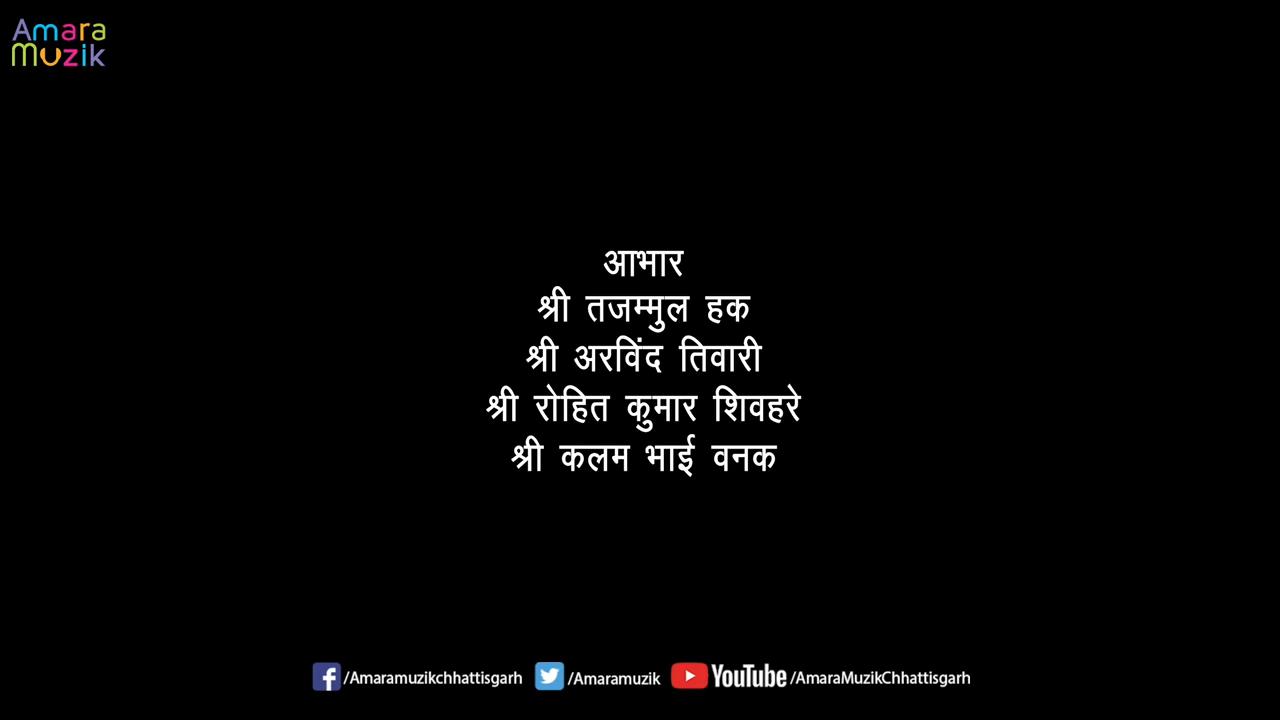 Amara
Muzik
आभार
श्री तजम्मुल हक
श्री अरविंद तिवारी
श्री रोहित कुमार शिवहरे
श्री कलम भाई वनक
/Amaramuzikchhattisgarh /Amaramuzik YouTube /AmaraMuzikChhattisgarh